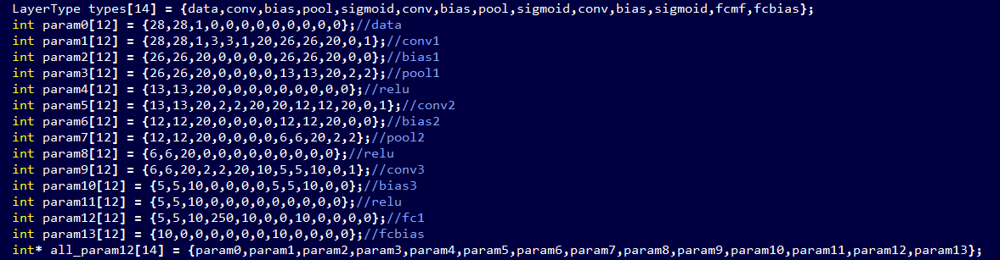 LayerType types[14] = {data,conv,bias,pool,sigmoid,conv,bias,pool,sigmoid,conv,bias,sigmoid,fcmf,fcbias};
int param0[12] = {28,28,1,0,0,0,0,0,0,0,0,0};//data
int param1[12] = {28,28,1,3,3,1,20,26,26,20,0,1};//conv1
int param2[12] = {26,26,20,0,0,0,0,26,26,20,0,0};//bias1
int param3[12] = {26,26,20,0,0,0,0,13,13,20,2,2};//pool1
int param4[12] = {13,13,20,0,0,0,0,0,0,0,0,0};//relu
int param5[12] = {13,13,20,2,2,20,20,12,12,20,0,1};//conv2
int param6[12] = {12,12,20,0,0,0,0,12,12,20,0,0};//bias2
int param7[12] = {12,12,20,0,0,0,0,6,6,20,2,2};//pool2
int param8[12] = {6,6,20,0,0,0,0,0,0,0,0,0};//relu
int param9[12] = {6,6,20,2,2,20,10,5,5,10,0,1};//conv3
int param10[12] = {5,5,10,0,0,0,0,5,5,10,0,0};//bias3
int param11[12] = {5,5,10,0,0,0,0,0,0,0,0,0};//relu
int param12[12] = {5,5,10,250,10,0,0,10,0,0,0,0};//fc1
int param13[12] = {10,0,0,0,0,0,0,10,0,0,0,0};//fcbias
int* all_param12[14] = {param0,param1,param2,param3,param4,param5,param6,param7,param8,param9,param10,param11,param12,param13};